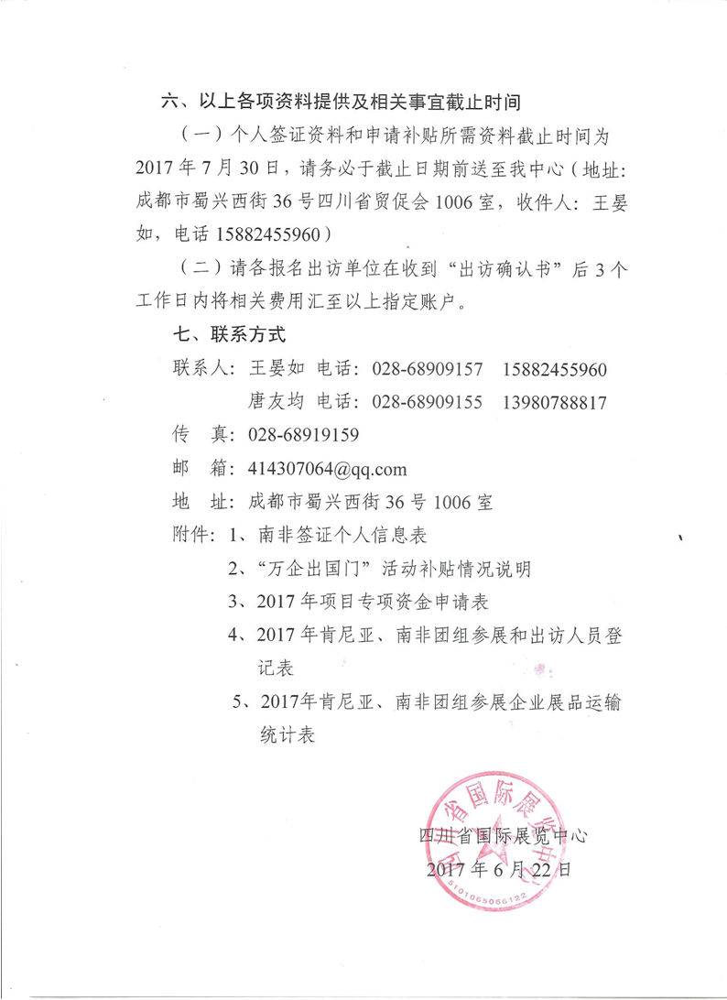 六、以上各项资料提供及相关事宜截止时间
（一）个人签证资料和申请补贴所需资料截止时间为
2017年7月30日，请务必于截止日期前送至我中心（地址：
成都市蜀兴西街36号四川省贸促会1006室，收件人：王晏
如，电话15882455960）
（二）请各报名出访单位在收到“出访确认书”后3个
工作日内将相关费用汇至以上指定账户。
七、联系方式
联系人：王晏如 电话：028-68909157 15882455960
唐友均 电话：028-68909155 13980788817
传 真：028-68919159
邮 箱：414307064@qq.com
地 址：成都市蜀兴西街36号1006室
附件：1、南非签证个人信息表
2、“万企出国门”活动补贴情况说明
3、2017年项目专项资金申请表
4、2017年肯尼亚、南非团组参展和出访人员登
记表
5、2017年肯尼亚、南非团组参展企业展品运输
统计表
四川省国际展览中心
2017年6月22日
四川省国际展览中心
5101065066122